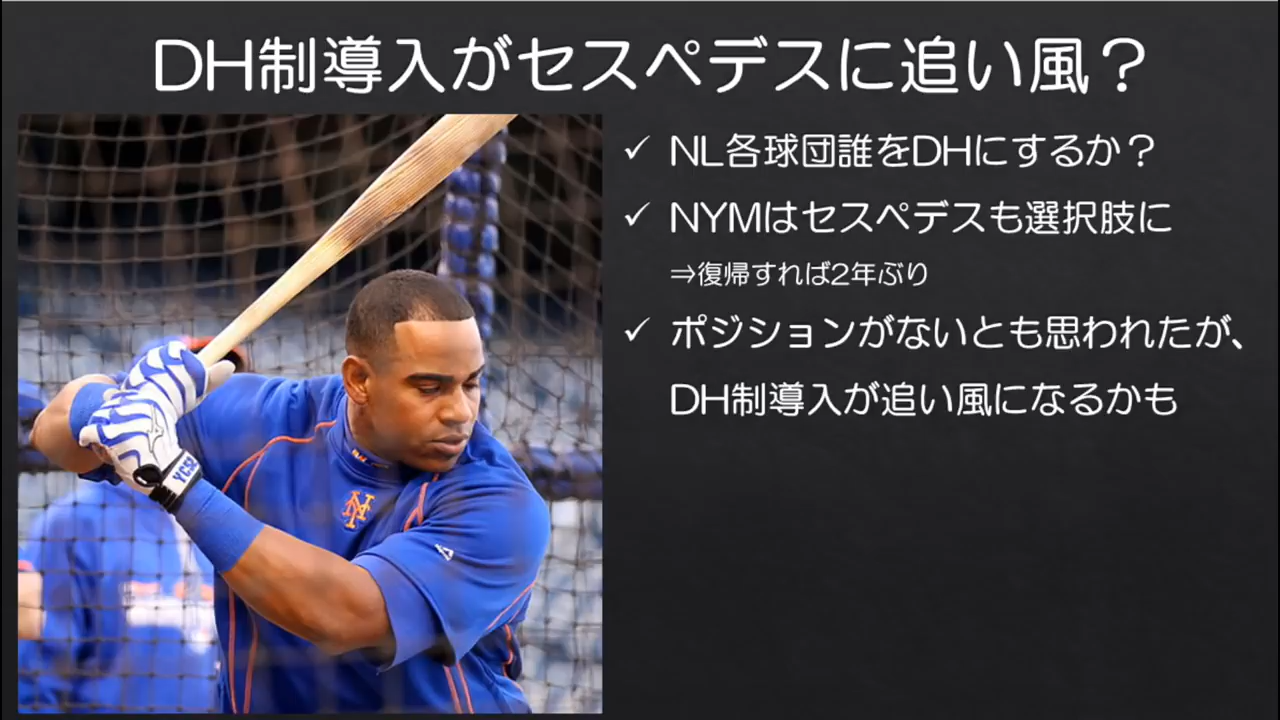 DH制導入がセスペデスに追い風？
✓ NL各球団誰をDHにするか？
✓ NYMはセスペデスも選択肢に
⇒復帰すれば2年ぶり
✓ ポジションがないとも思われたが、
DH制導入が追い風になるかも
NY